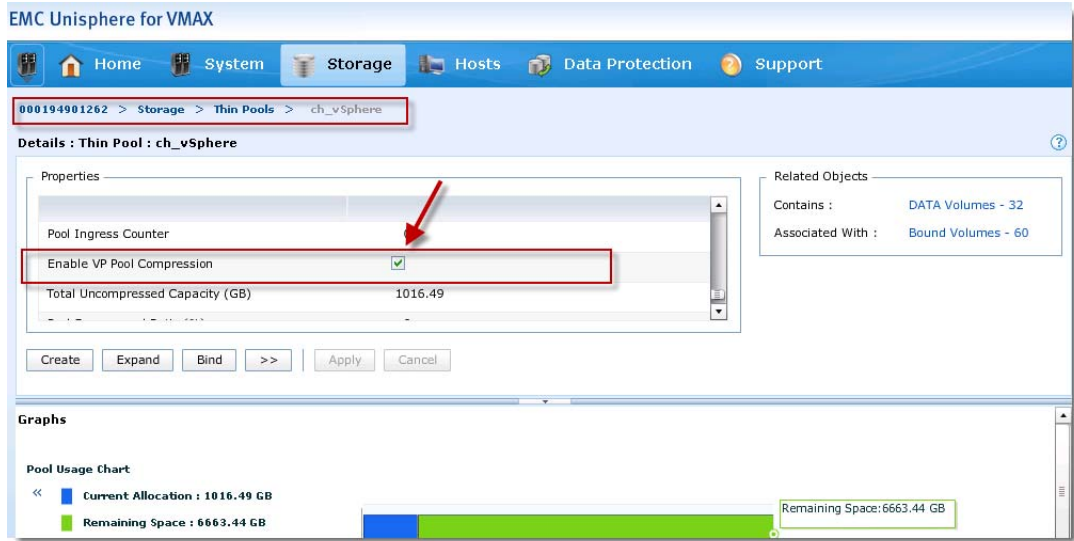 EMC Unisphere for VMAX
Home System Storage Hosts Data Protection Support
000194901262 > Storage > Thin Pools > ch_vSphere
Details : Thin Pool : ch_vSphere
Properties
Pool Ingress Counter
Enable VP Pool Compression
Total Uncompressed Capacity (GB) 1016.49
Related Objects
Contains : DATA Volumes - 32
Associated With : Bound Volumes - 60
Create Expand Bind >> Apply Cancel
Graphs
Pool Usage Chart
« Current Allocation : 1016.49 GB
Remaining Space : 6663.44 GB
Remaining Space:6663.44 GB